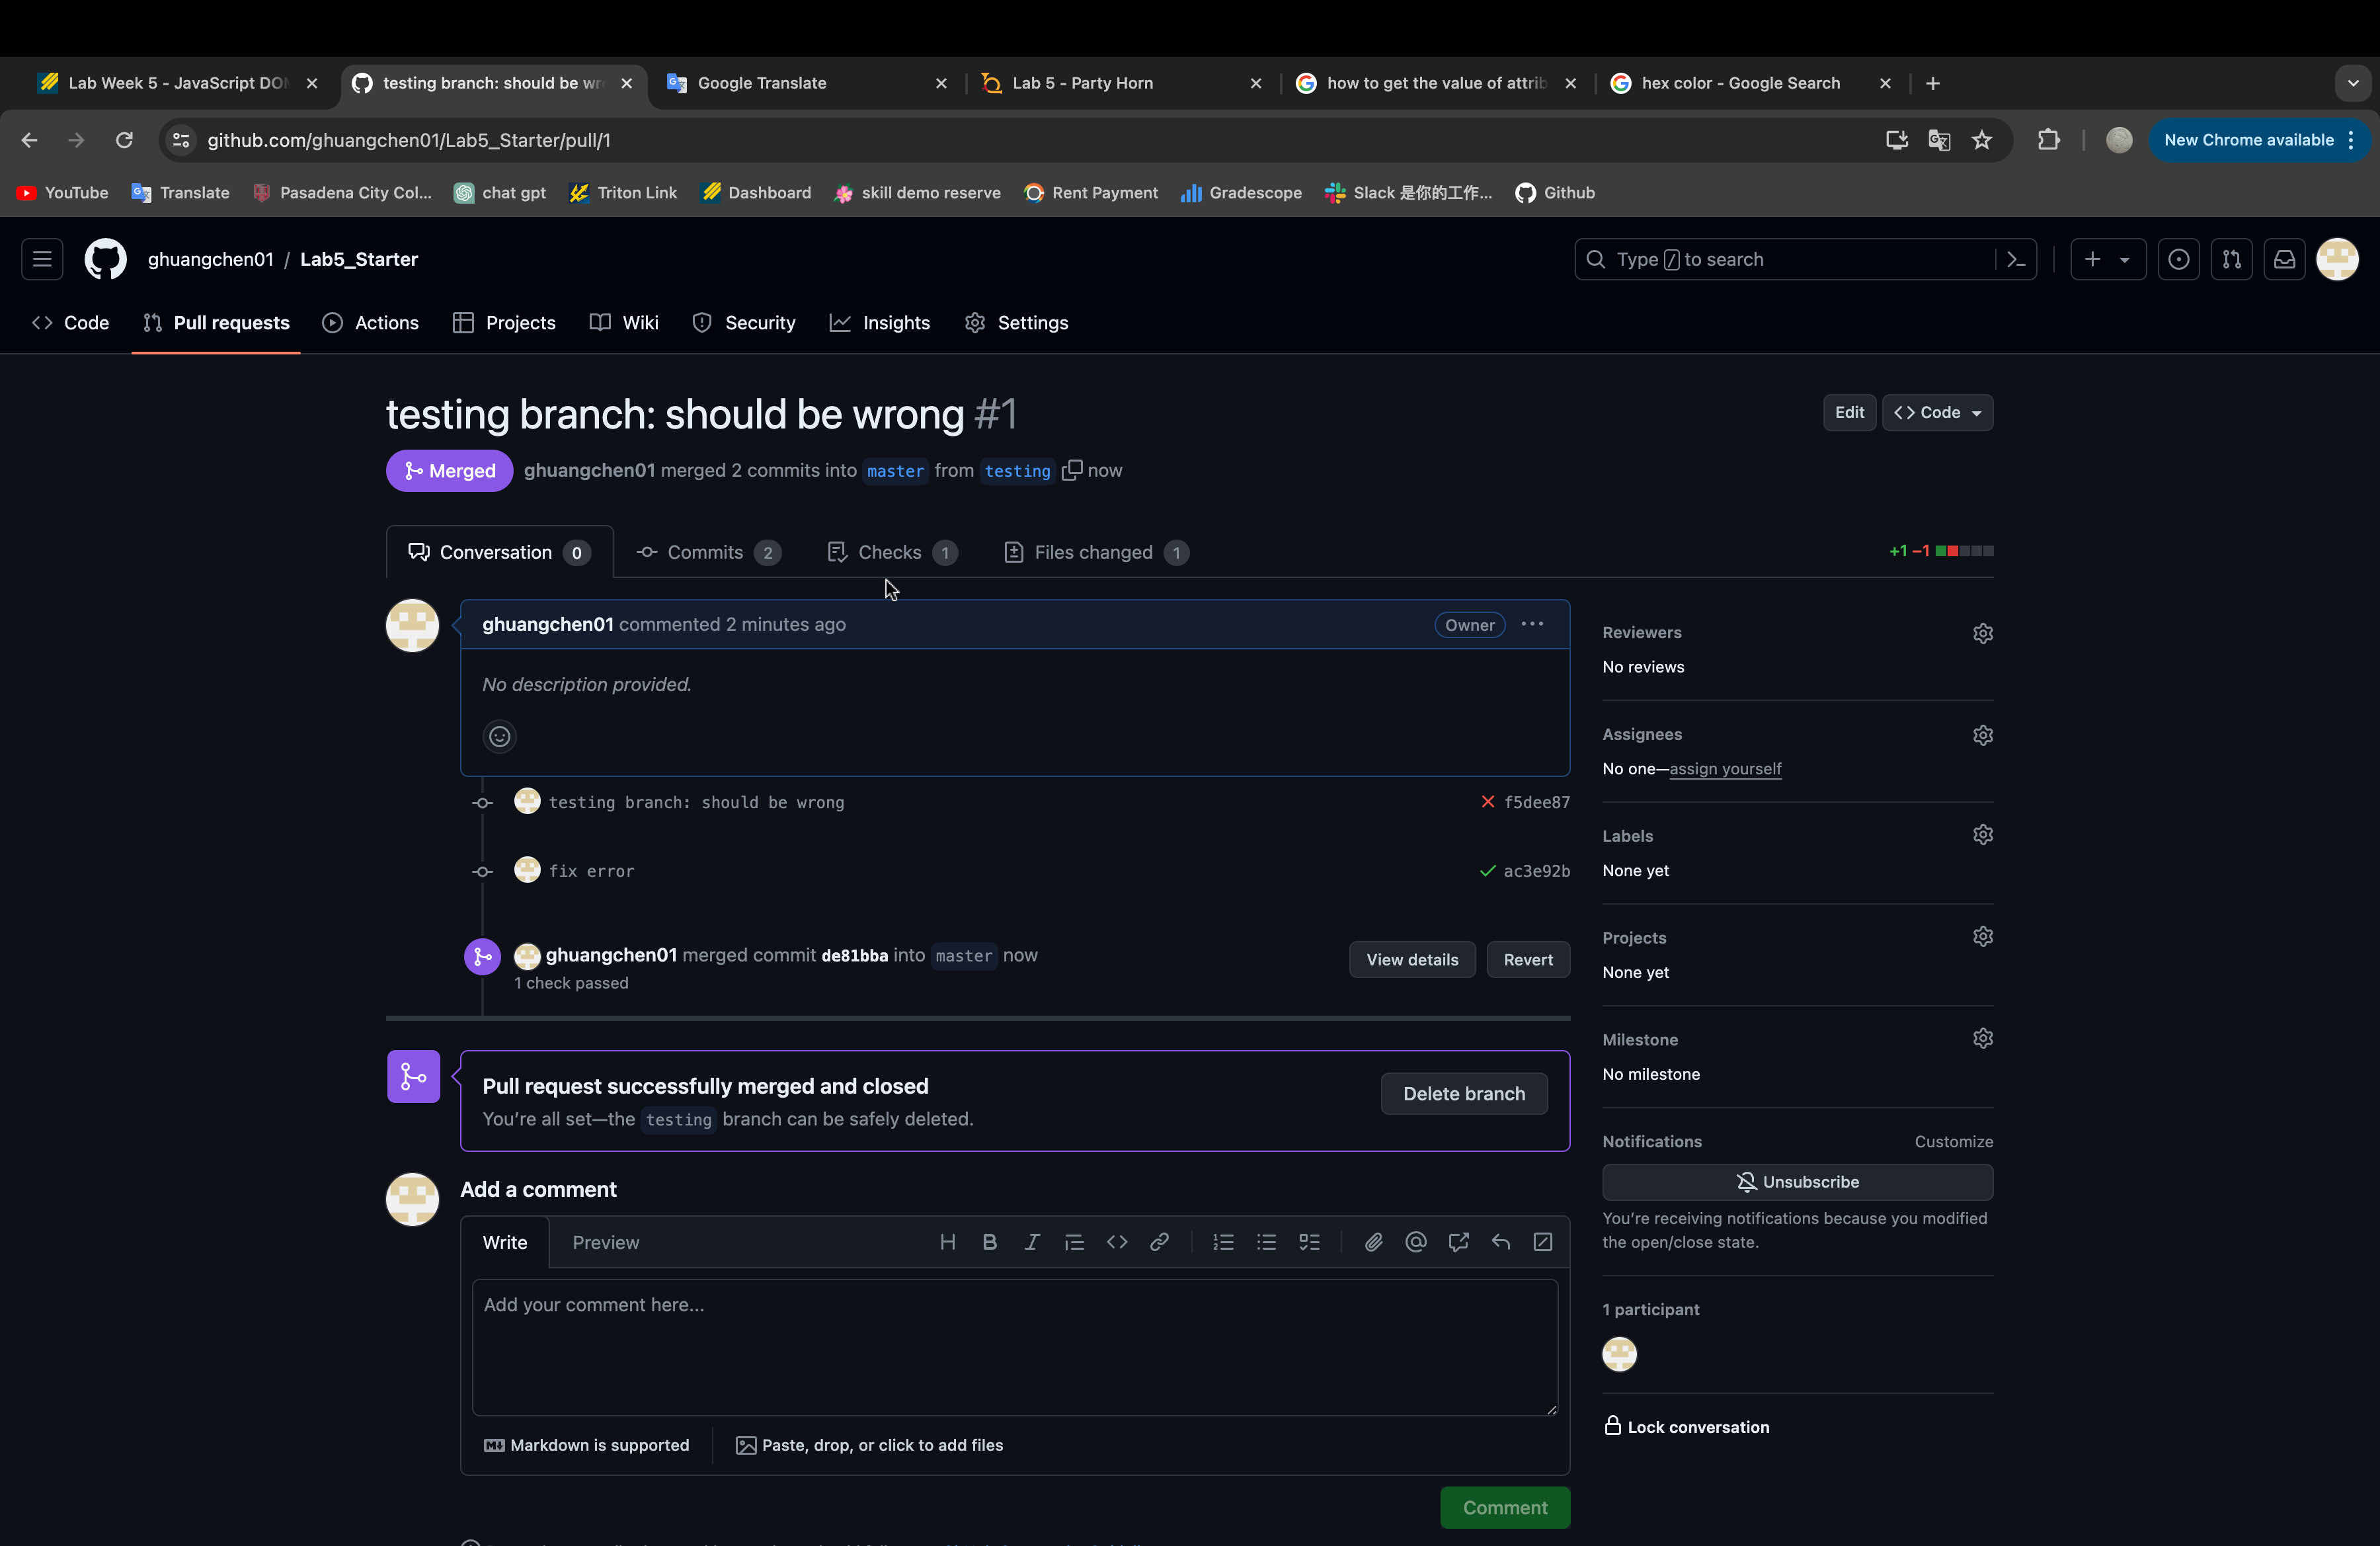 Lab Week 5 - JavaScript DO
testing branch: should be wr
Google Translate
Lab 5 - Party Horn
how to get the value of attrib
hex color - Google Search
github.com/ghuangchen01/Lab5_Starter/pull/1
New Chrome available
YouTube
Translate
Pasadena City Col...
chat gpt
Triton Link
Dashboard
skill demo reserve
Rent Payment
Gradescope
Slack 是你的工作...
Github
ghuangchen01 / Lab5_Starter
Type / to search
Code
Pull requests
Actions
Projects
Wiki
Security
Insights
Settings
testing branch: should be wrong #1
Edit
Code
Merged
ghuangchen01 merged 2 commits into master from testing now
Conversation 0
Commits 2
Checks 1
Files changed 1
+1 −1
ghuangchen01 commented 2 minutes ago
Owner
No description provided.
testing branch: should be wrong
f5dee87
fix error
ac3e92b
ghuangchen01 merged commit de81bba into master now
1 check passed
View details
Revert
Pull request successfully merged and closed
You're all set—the testing branch can be safely deleted.
Delete branch
Add a comment
Write
Preview
Add your comment here...
Markdown is supported
Paste, drop, or click to add files
Comment
Reviewers
No reviews
Assignees
No one—assign yourself
Labels
None yet
Projects
None yet
Milestone
No milestone
Notifications
Customize
Unsubscribe
You're receiving notifications because you modified
the open/close state.
1 participant
Lock conversation